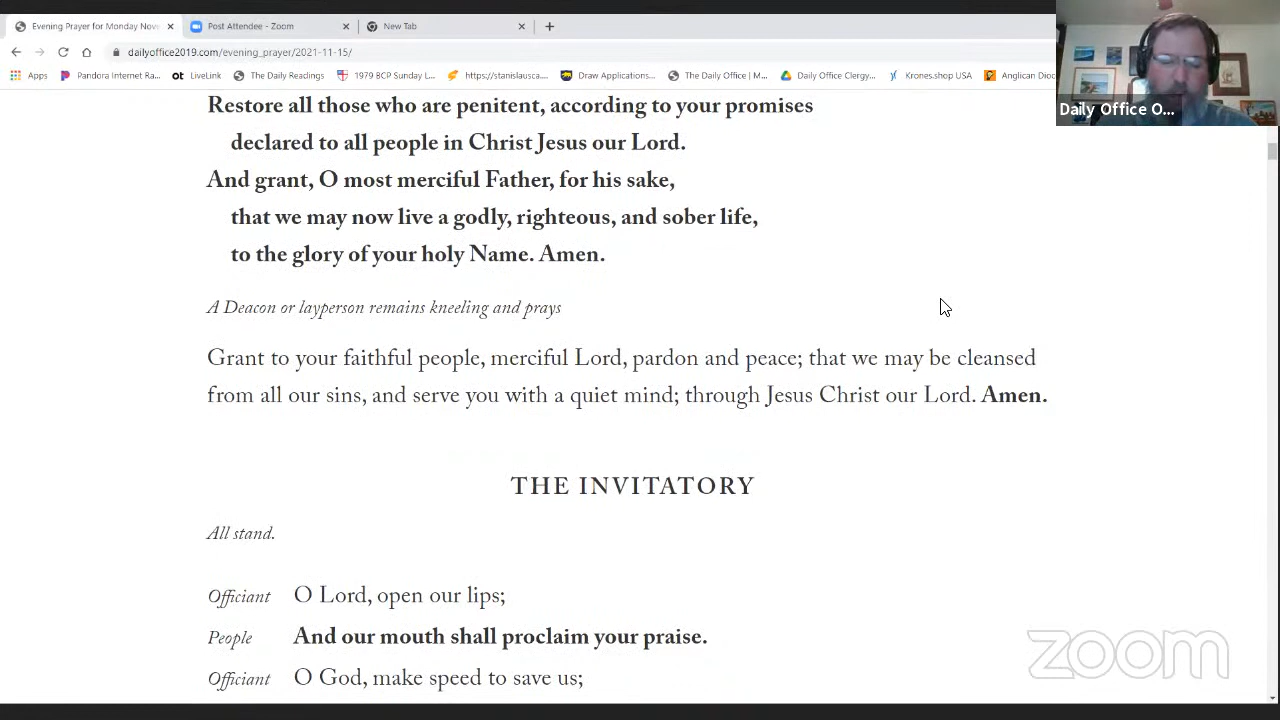 Evening Prayer for Monday Nove
Post Attendee - Zoom
New Tab
dailyoffice2019.com/evening_prayer/2021-11-15/
Apps Pandora Internet Ra... LiveLink The Daily Readings 1979 BCP Sunday L... https://stanislausca... Draw Applications... The Daily Office | M... Daily Office Clergy... Krones.shop USA Anglican Dioc
Daily Office O...
Restore all those who are penitent, according to your promises
declared to all people in Christ Jesus our Lord.
And grant, O most merciful Father, for his sake,
that we may now live a godly, righteous, and sober life,
to the glory of your holy Name. Amen.
A Deacon or layperson remains kneeling and prays
Grant to your faithful people, merciful Lord, pardon and peace; that we may be cleansed
from all our sins, and serve you with a quiet mind; through Jesus Christ our Lord. Amen.
THE INVITATORY
All stand.
Officiant O Lord, open our lips;
People And our mouth shall proclaim your praise.
Officiant O God, make speed to save us;
zoom